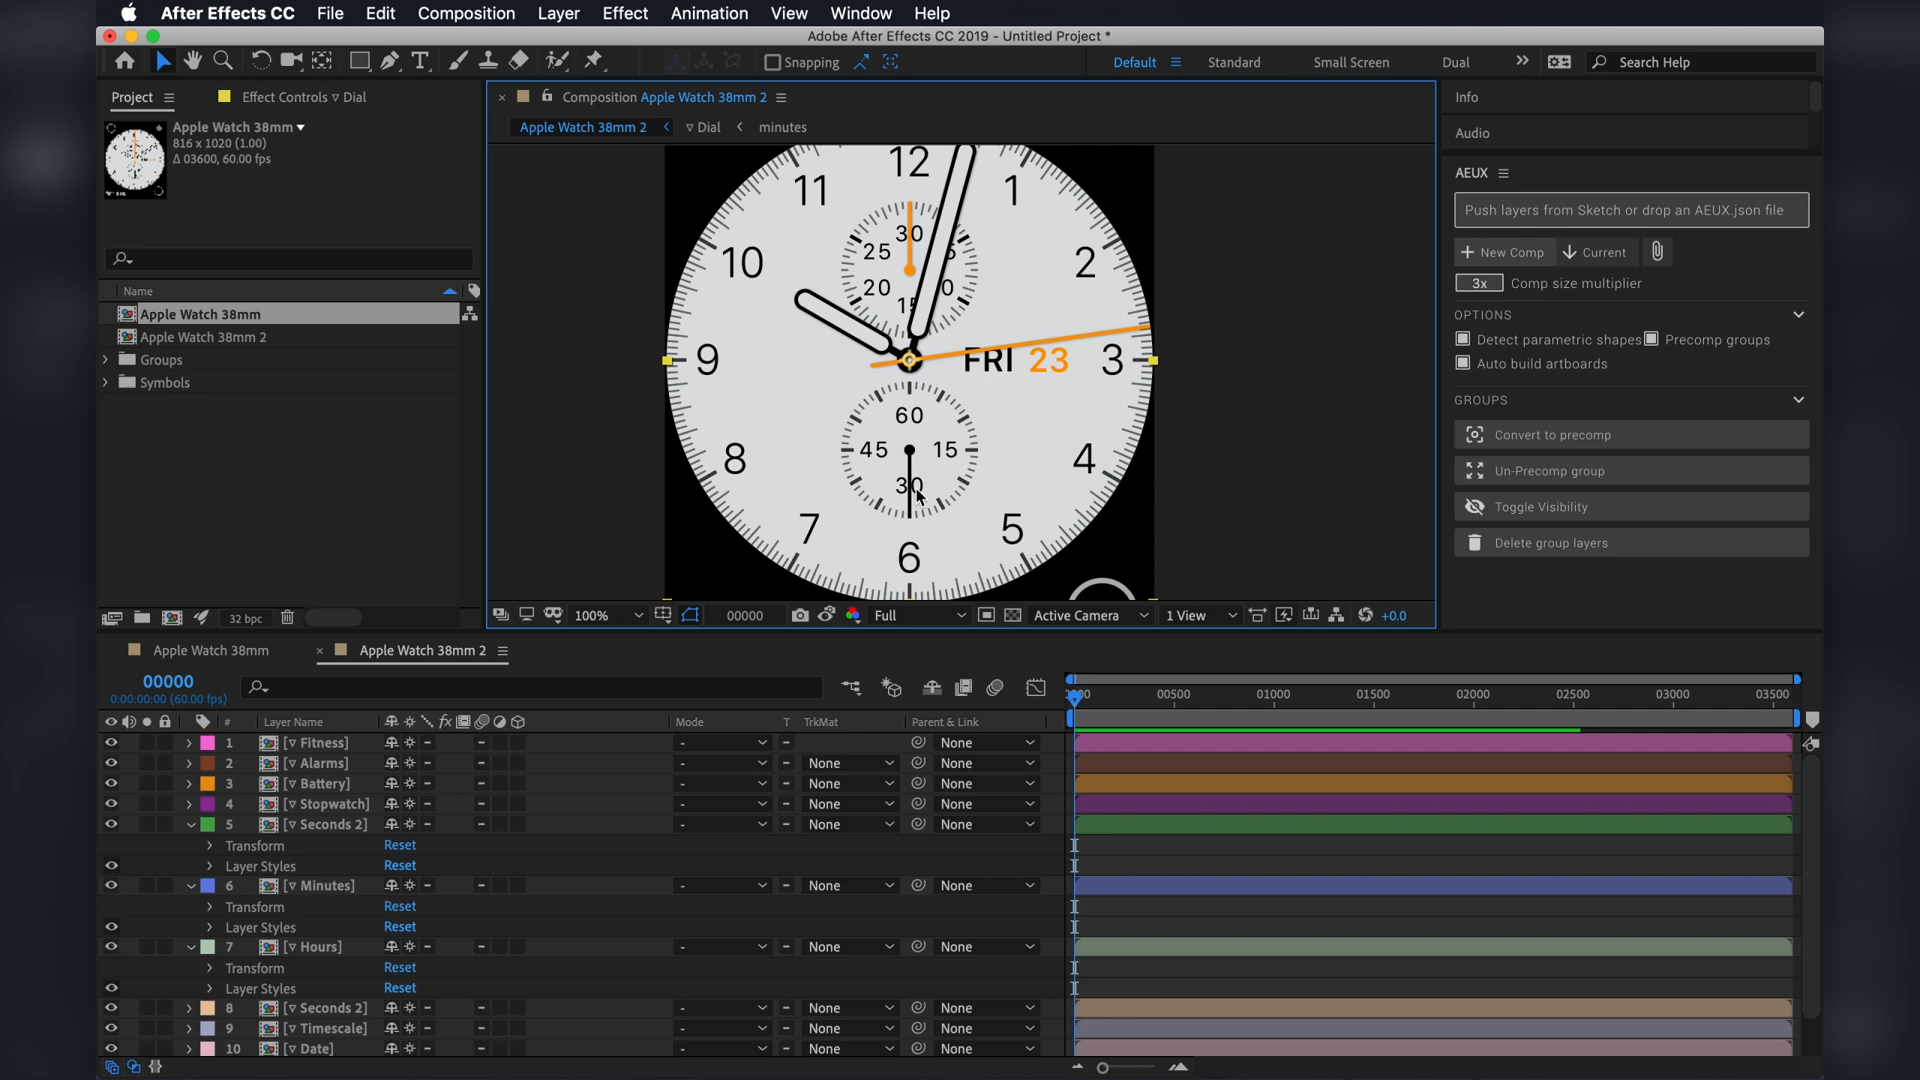 After Effects CC File Edit Composition Layer Effect Animation View Window Help
Adobe After Effects CC 2019 - Untitled Project *
Snapping Default Standard Small Screen Dual Search Help
Project Effect Controls ▿ Dial
Apple Watch 38mm
816 x 1020 (1.00)
Δ 03600, 60.00 fps
Name
Apple Watch 38mm
Apple Watch 38mm 2
Groups
Symbols
32 bpc
Composition Apple Watch 38mm 2
Apple Watch 38mm 2 ▿ Dial minutes
12
11 1
30
25
10 2
20
15
9 FRI 23 3
60
45 15
8 4
30
7 5
6
100% 00000 Full Active Camera 1 View +0.0
Info
Audio
AEUX
Push layers from Sketch or drop an AEUX.json file
New Comp Current
3x Comp size multiplier
OPTIONS
Detect parametric shapes Precomp groups
Auto build artboards
GROUPS
Convert to precomp
Un-Precomp group
Toggle Visibility
Delete group layers
Apple Watch 38mm Apple Watch 38mm 2
00000
0:00:00:00 (60.00 fps)
00500 01000 01500 02000 02500 03000 03500
# Layer Name fx Mode T TrkMat Parent & Link
1 [▿ Fitness] - None
2 [▿ Alarms] - None None
3 [▿ Battery] - None None
4 [▿ Stopwatch] - None None
5 [▿ Seconds 2] - None None
Transform Reset
Layer Styles Reset
6 [▿ Minutes] - None None
Transform Reset
Layer Styles Reset
7 [▿ Hours] - None None
Transform Reset
Layer Styles Reset
8 [▿ Seconds 2] - None None
9 [▿ Timescale] - None None
10 [▿ Date] - None None